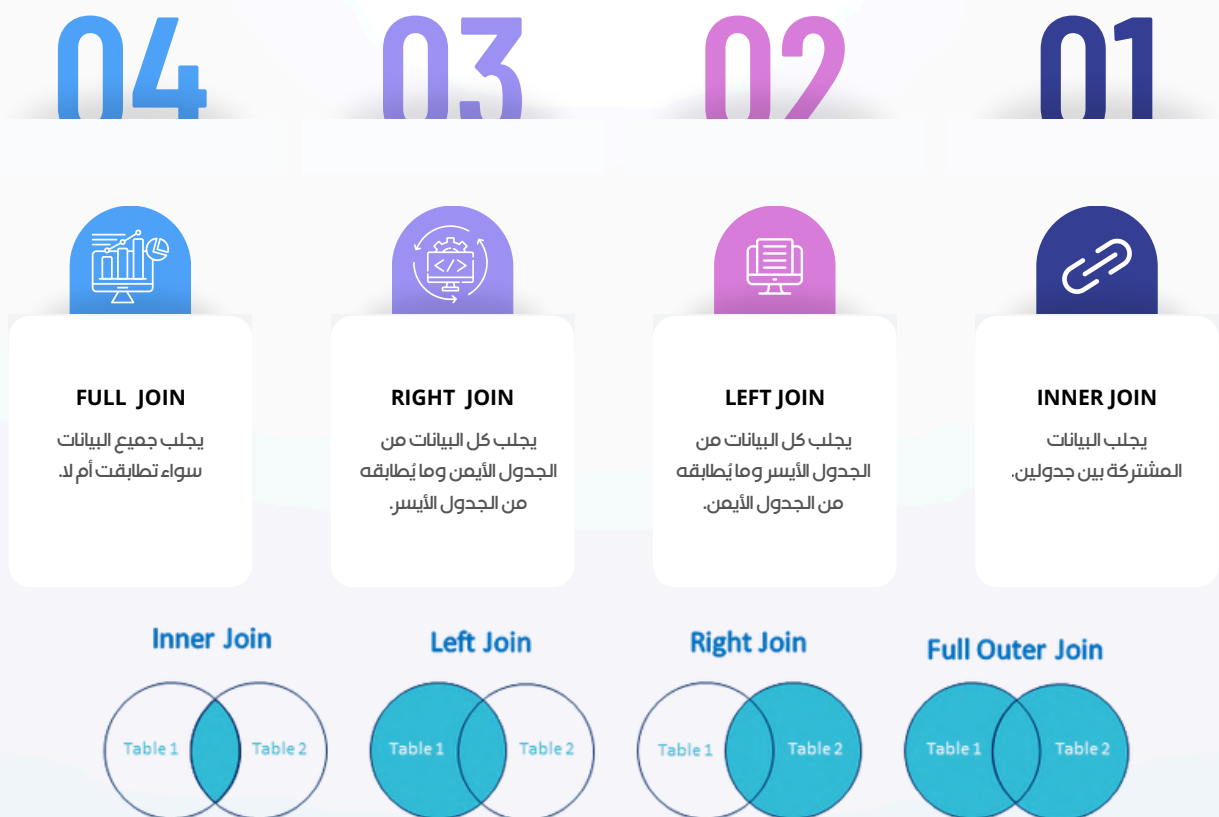 01
02
03
04
INNER JOIN
يجلب البيانات
المشتركة بين جدولين.
LEFT JOIN
يجلب كل البيانات من
الجدول الأيسر وما يُطابقه
من الجدول الأيمن.
RIGHT JOIN
يجلب كل البيانات من
الجدول الأيمن وما يُطابقه
من الجدول الأيسر.
FULL JOIN
يجلب جميع البيانات
سواء تطابقت أم لا.
Inner Join
Table 1
Table 2
Left Join
Table 1
Table 2
Right Join
Table 1
Table 2
Full Outer Join
Table 1
Table 2